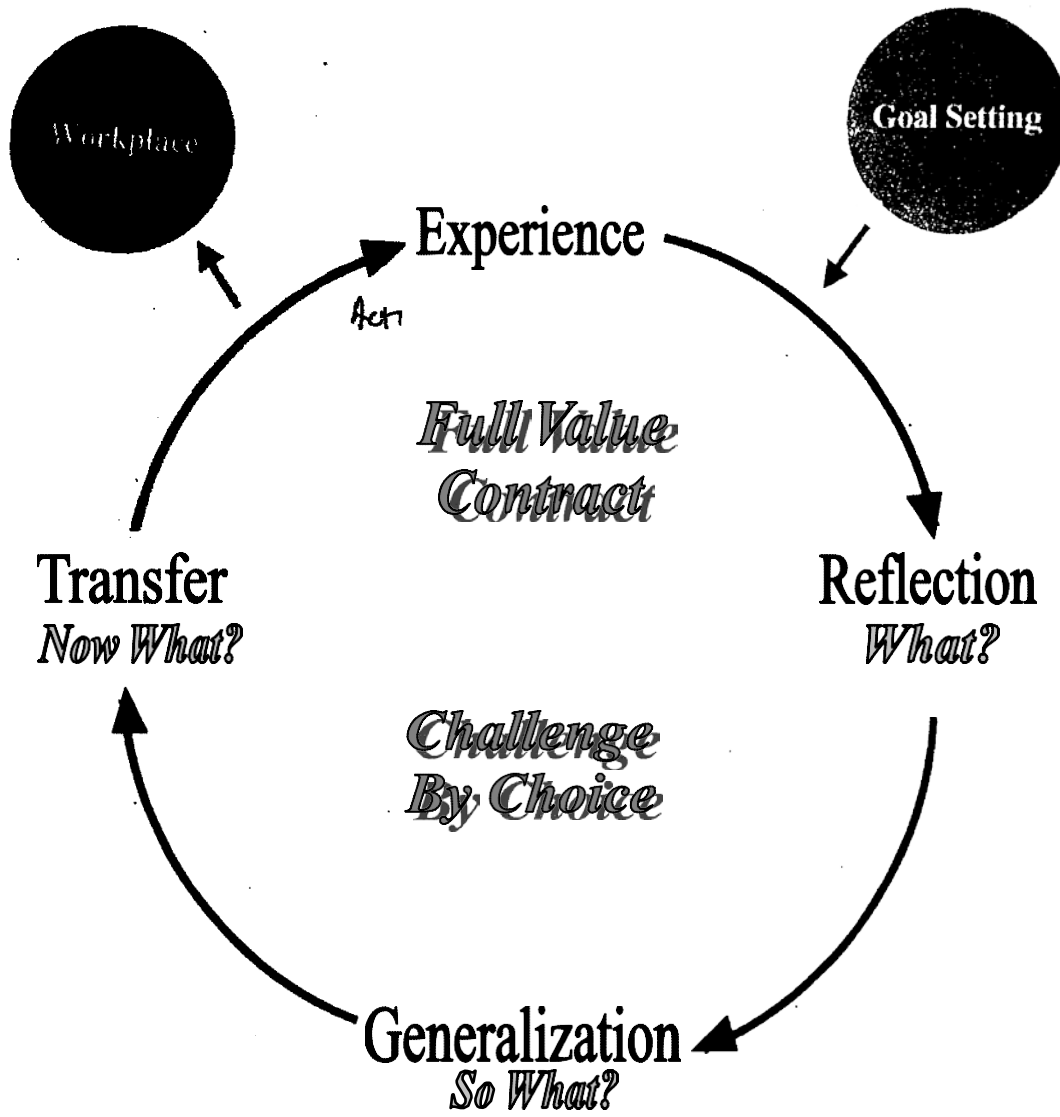 Workplace
Goal Setting
Experience
Full Value
Contract
Transfer
Now What?
Reflection
What?
Challenge
By Choice
Generalization
So What?